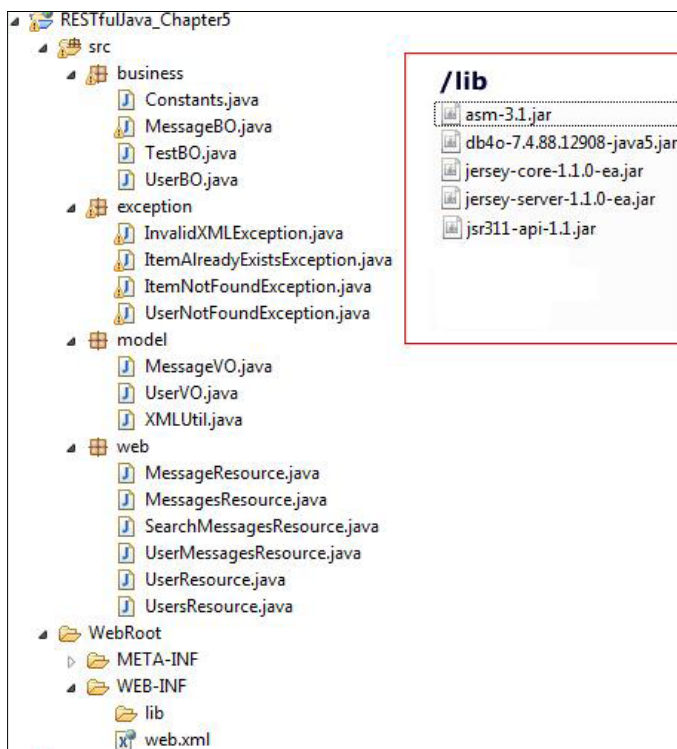 RESTfulJava_Chapter5
src
business
Constants.java
MessageBO.java
TestBO.java
UserBO.java
exception
InvalidXMLException.java
ItemAlreadyExistsException.java
ItemNotFoundException.java
UserNotFoundException.java
model
MessageVO.java
UserVO.java
XMLUtil.java
web
MessageResource.java
MessagesResource.java
SearchMessagesResource.java
UserMessagesResource.java
UserResource.java
UsersResource.java
WebRoot
META-INF
WEB-INF
lib
web.xml
/lib
asm-3.1.jar
db4o-7.4.88.12908-java5.jar
jersey-core-1.1.0-ea.jar
jersey-server-1.1.0-ea.jar
jsr311-api-1.1.jar